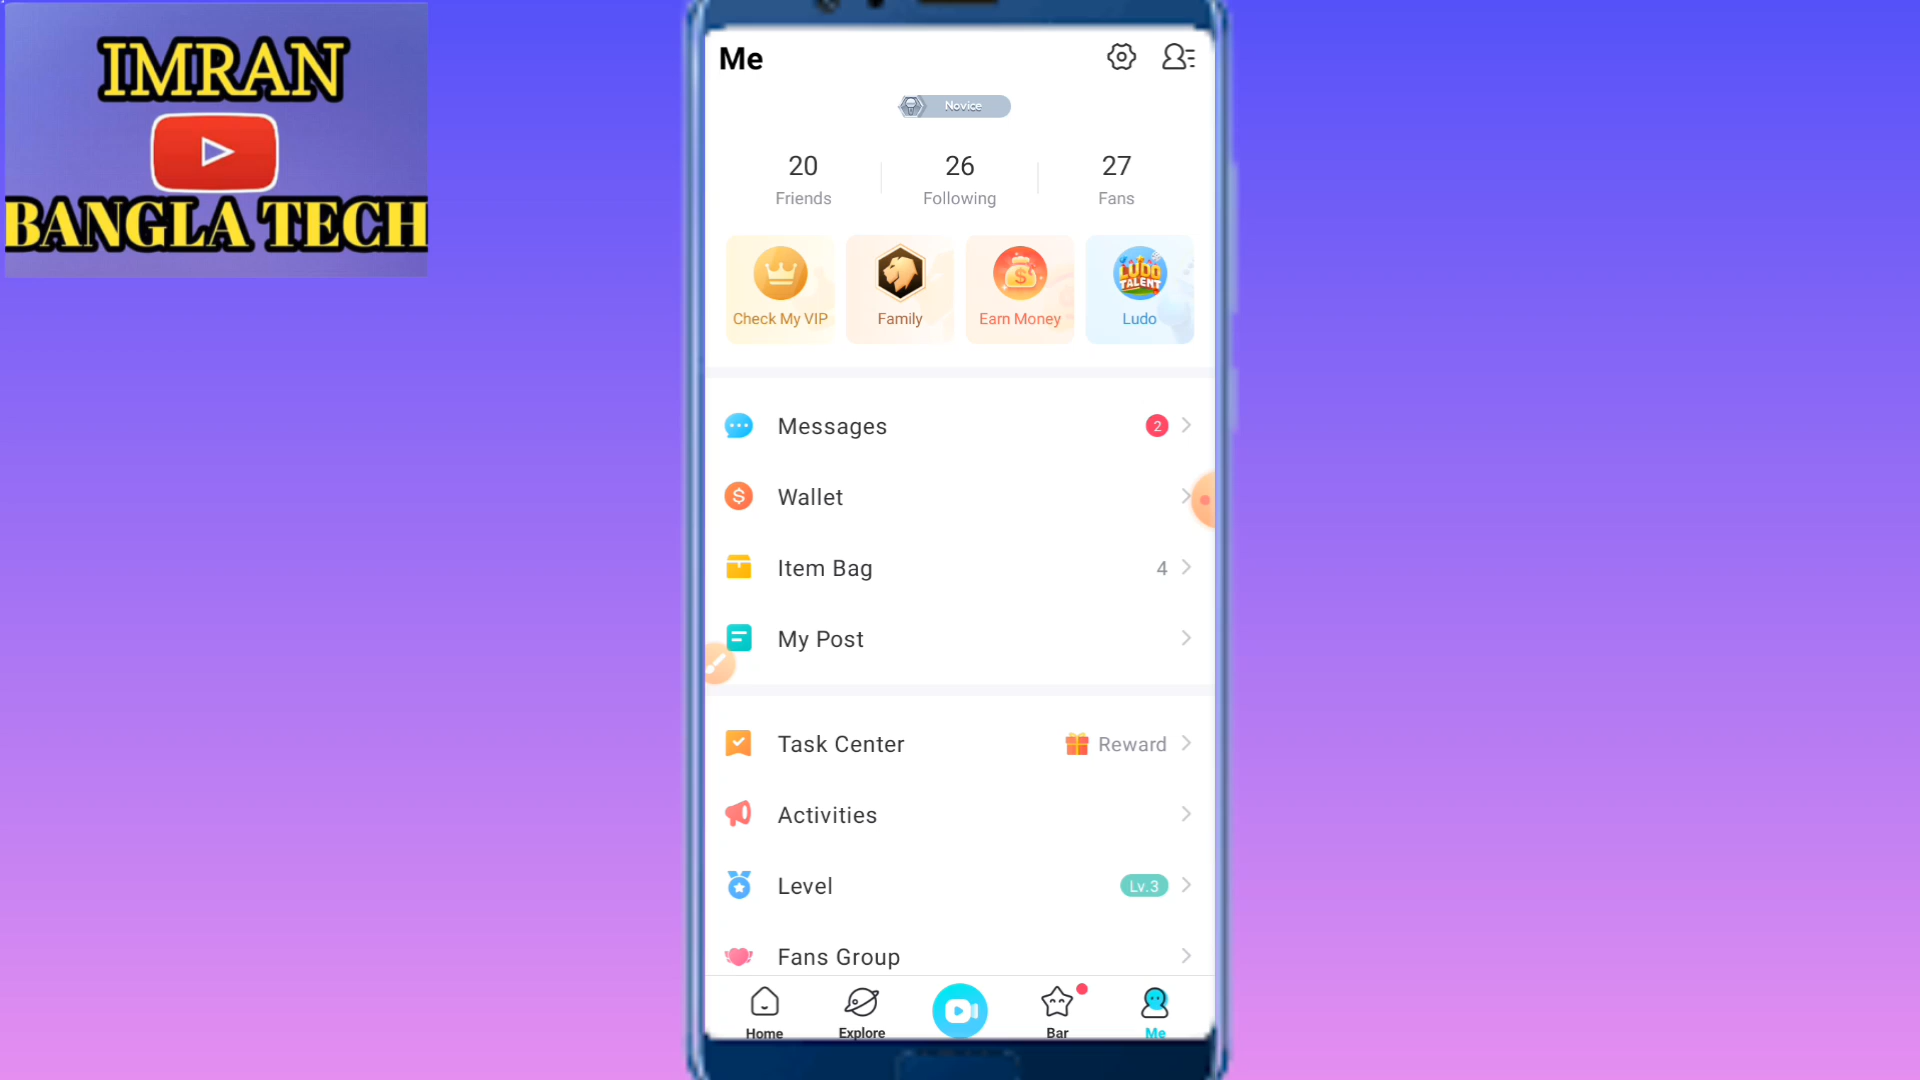 IMRAN
BANGLA TECH
Me
Novice
20
26
27
Friends
Following
Fans
LUDO
TALENT
Check My VIP
Family
Earn Money
Ludo
Messages
2
Wallet
Item Bag
4
My Post
Task Center
Reward
Activities
Level
Lv.3
Fans Group
Home
Explore
Bar
Me